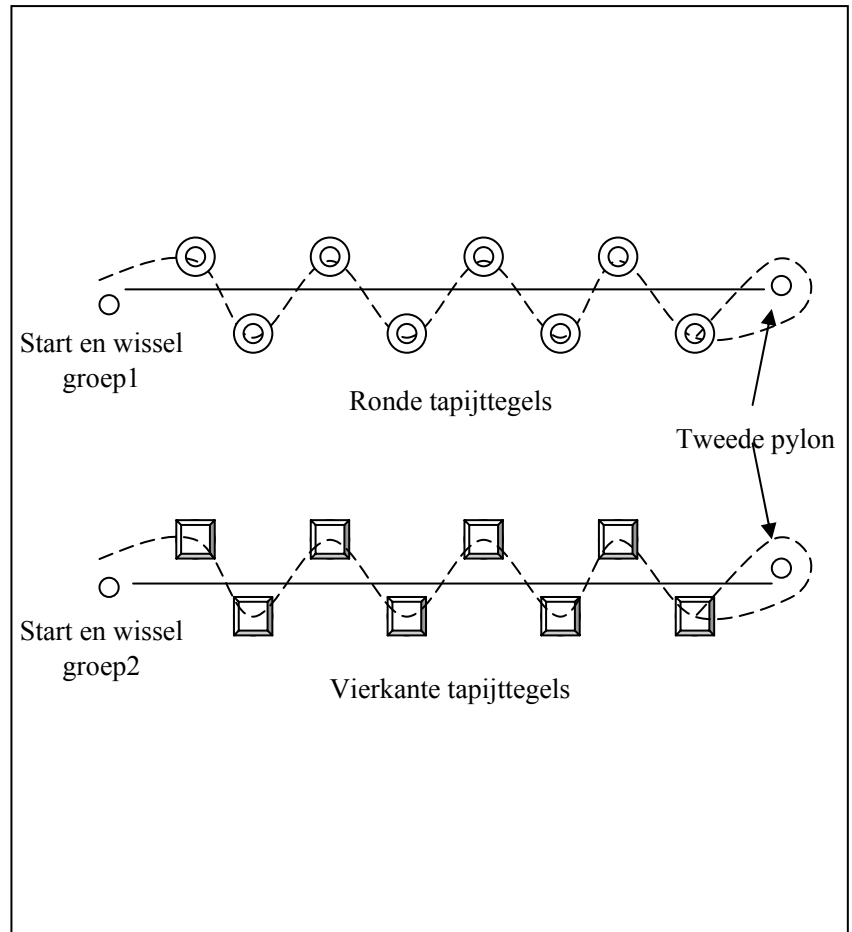 Start en wissel
groep1
Ronde tapijttegels
Tweede pylon
Start en wissel
groep2
Vierkante tapijttegels